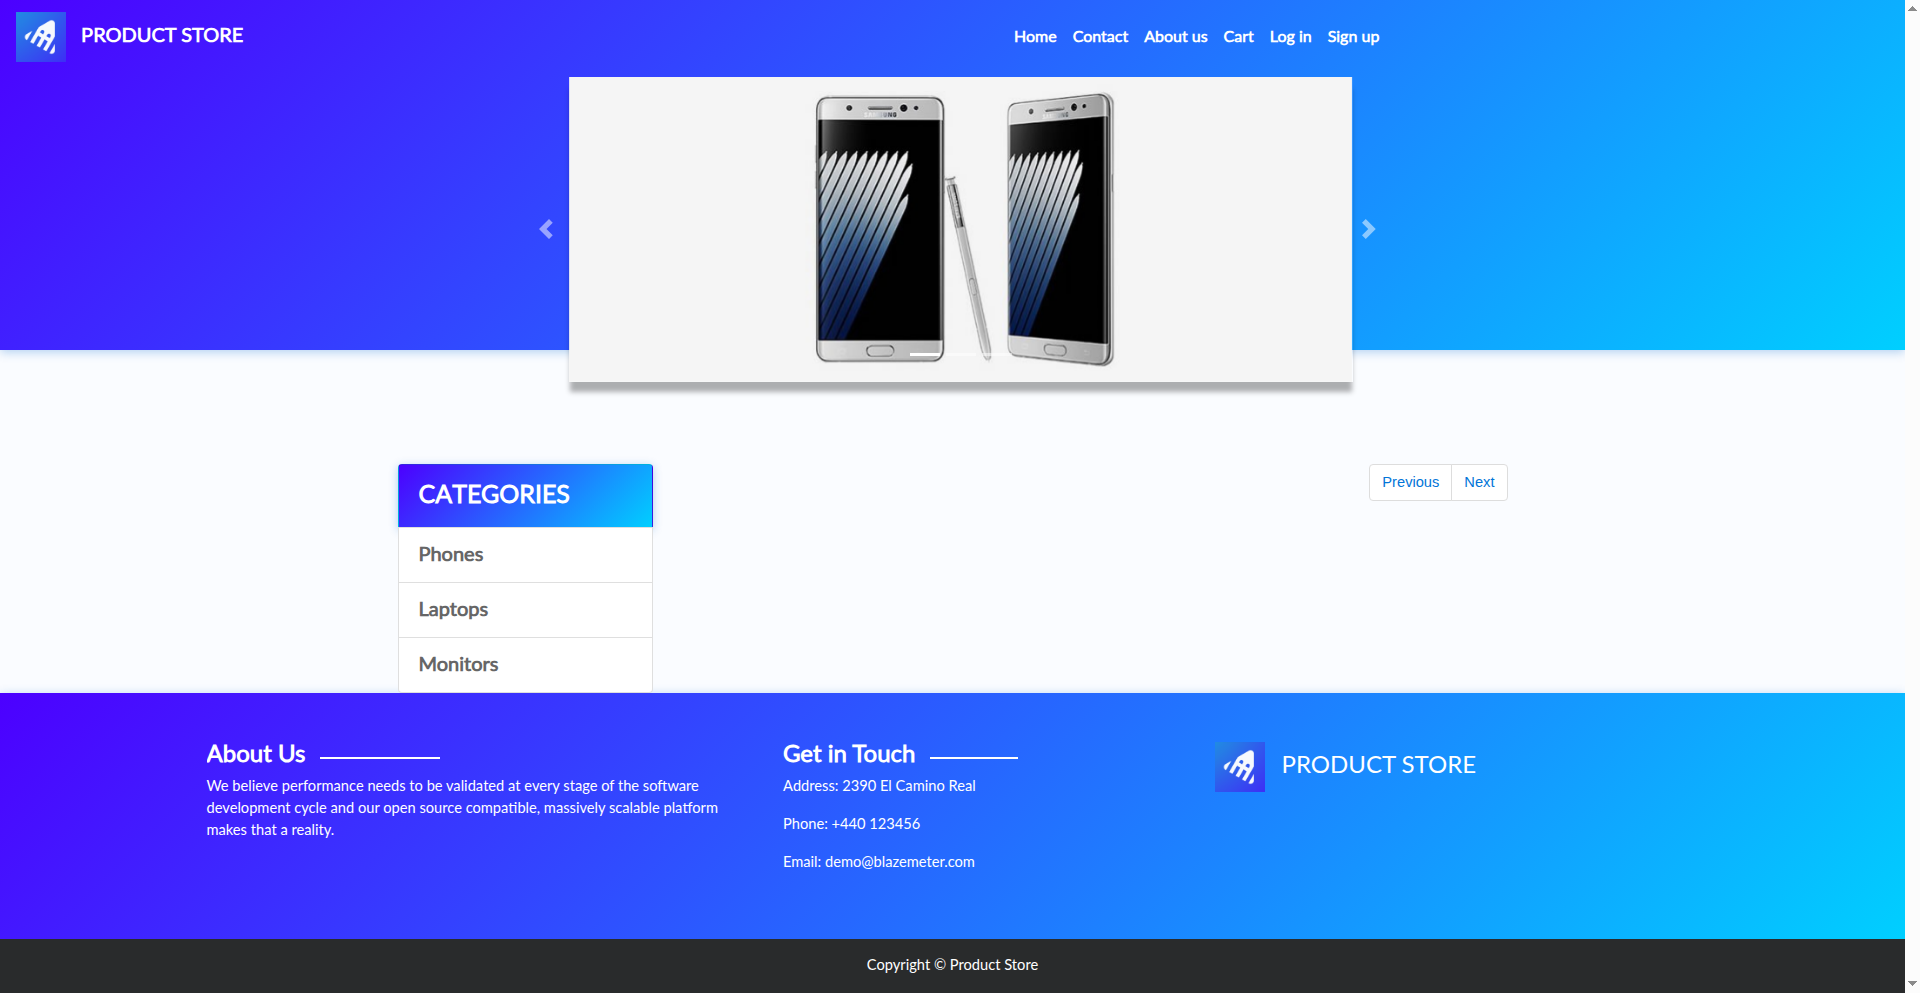 PRODUCT STORE
Home Contact About us Cart Log in Sign up
SAMSUNG
CATEGORIES
Phones
Laptops
Monitors
Previous Next
About Us
We believe performance needs to be validated at every stage of the software
development cycle and our open source compatible, massively scalable platform
makes that a reality.
Get in Touch
Address: 2390 El Camino Real
Phone: +440 123456
Email: demo@blazemeter.com
PRODUCT STORE
Copyright © Product Store